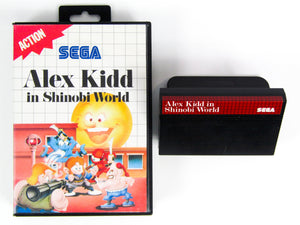 ACTION
SEGA
Alex Kidd
in Shinobi World
Alex Kidd in
Shinobi World
SEGA